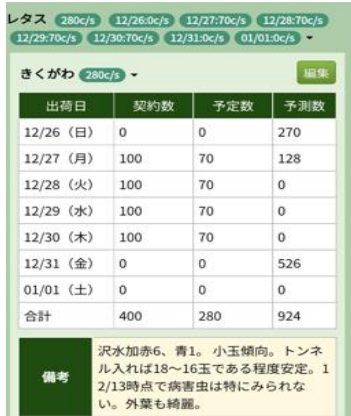 レタス 280c/s 12/26:0c/s 12/27:70c/s 12/28:70c/s
12/29:70c/s 12/30:70c/s 12/31:0c/s 01/01:0c/s
きくがわ 280c/s 編集
出荷日 契約数 予定数 予測数
12/26（日） 0 0 270
12/27（月） 100 70 128
12/28（火） 100 70 0
12/29（水） 100 70 0
12/30（木） 100 70 0
12/31（金） 0 0 526
01/01（土） 0 0 0
合計 400 280 924
備考
沢水加赤6、青1。小玉傾向。トンネ
ル入れば18〜16玉である程度安定。1
2/13時点で病害虫は特にみられな
い。外葉も綺麗。